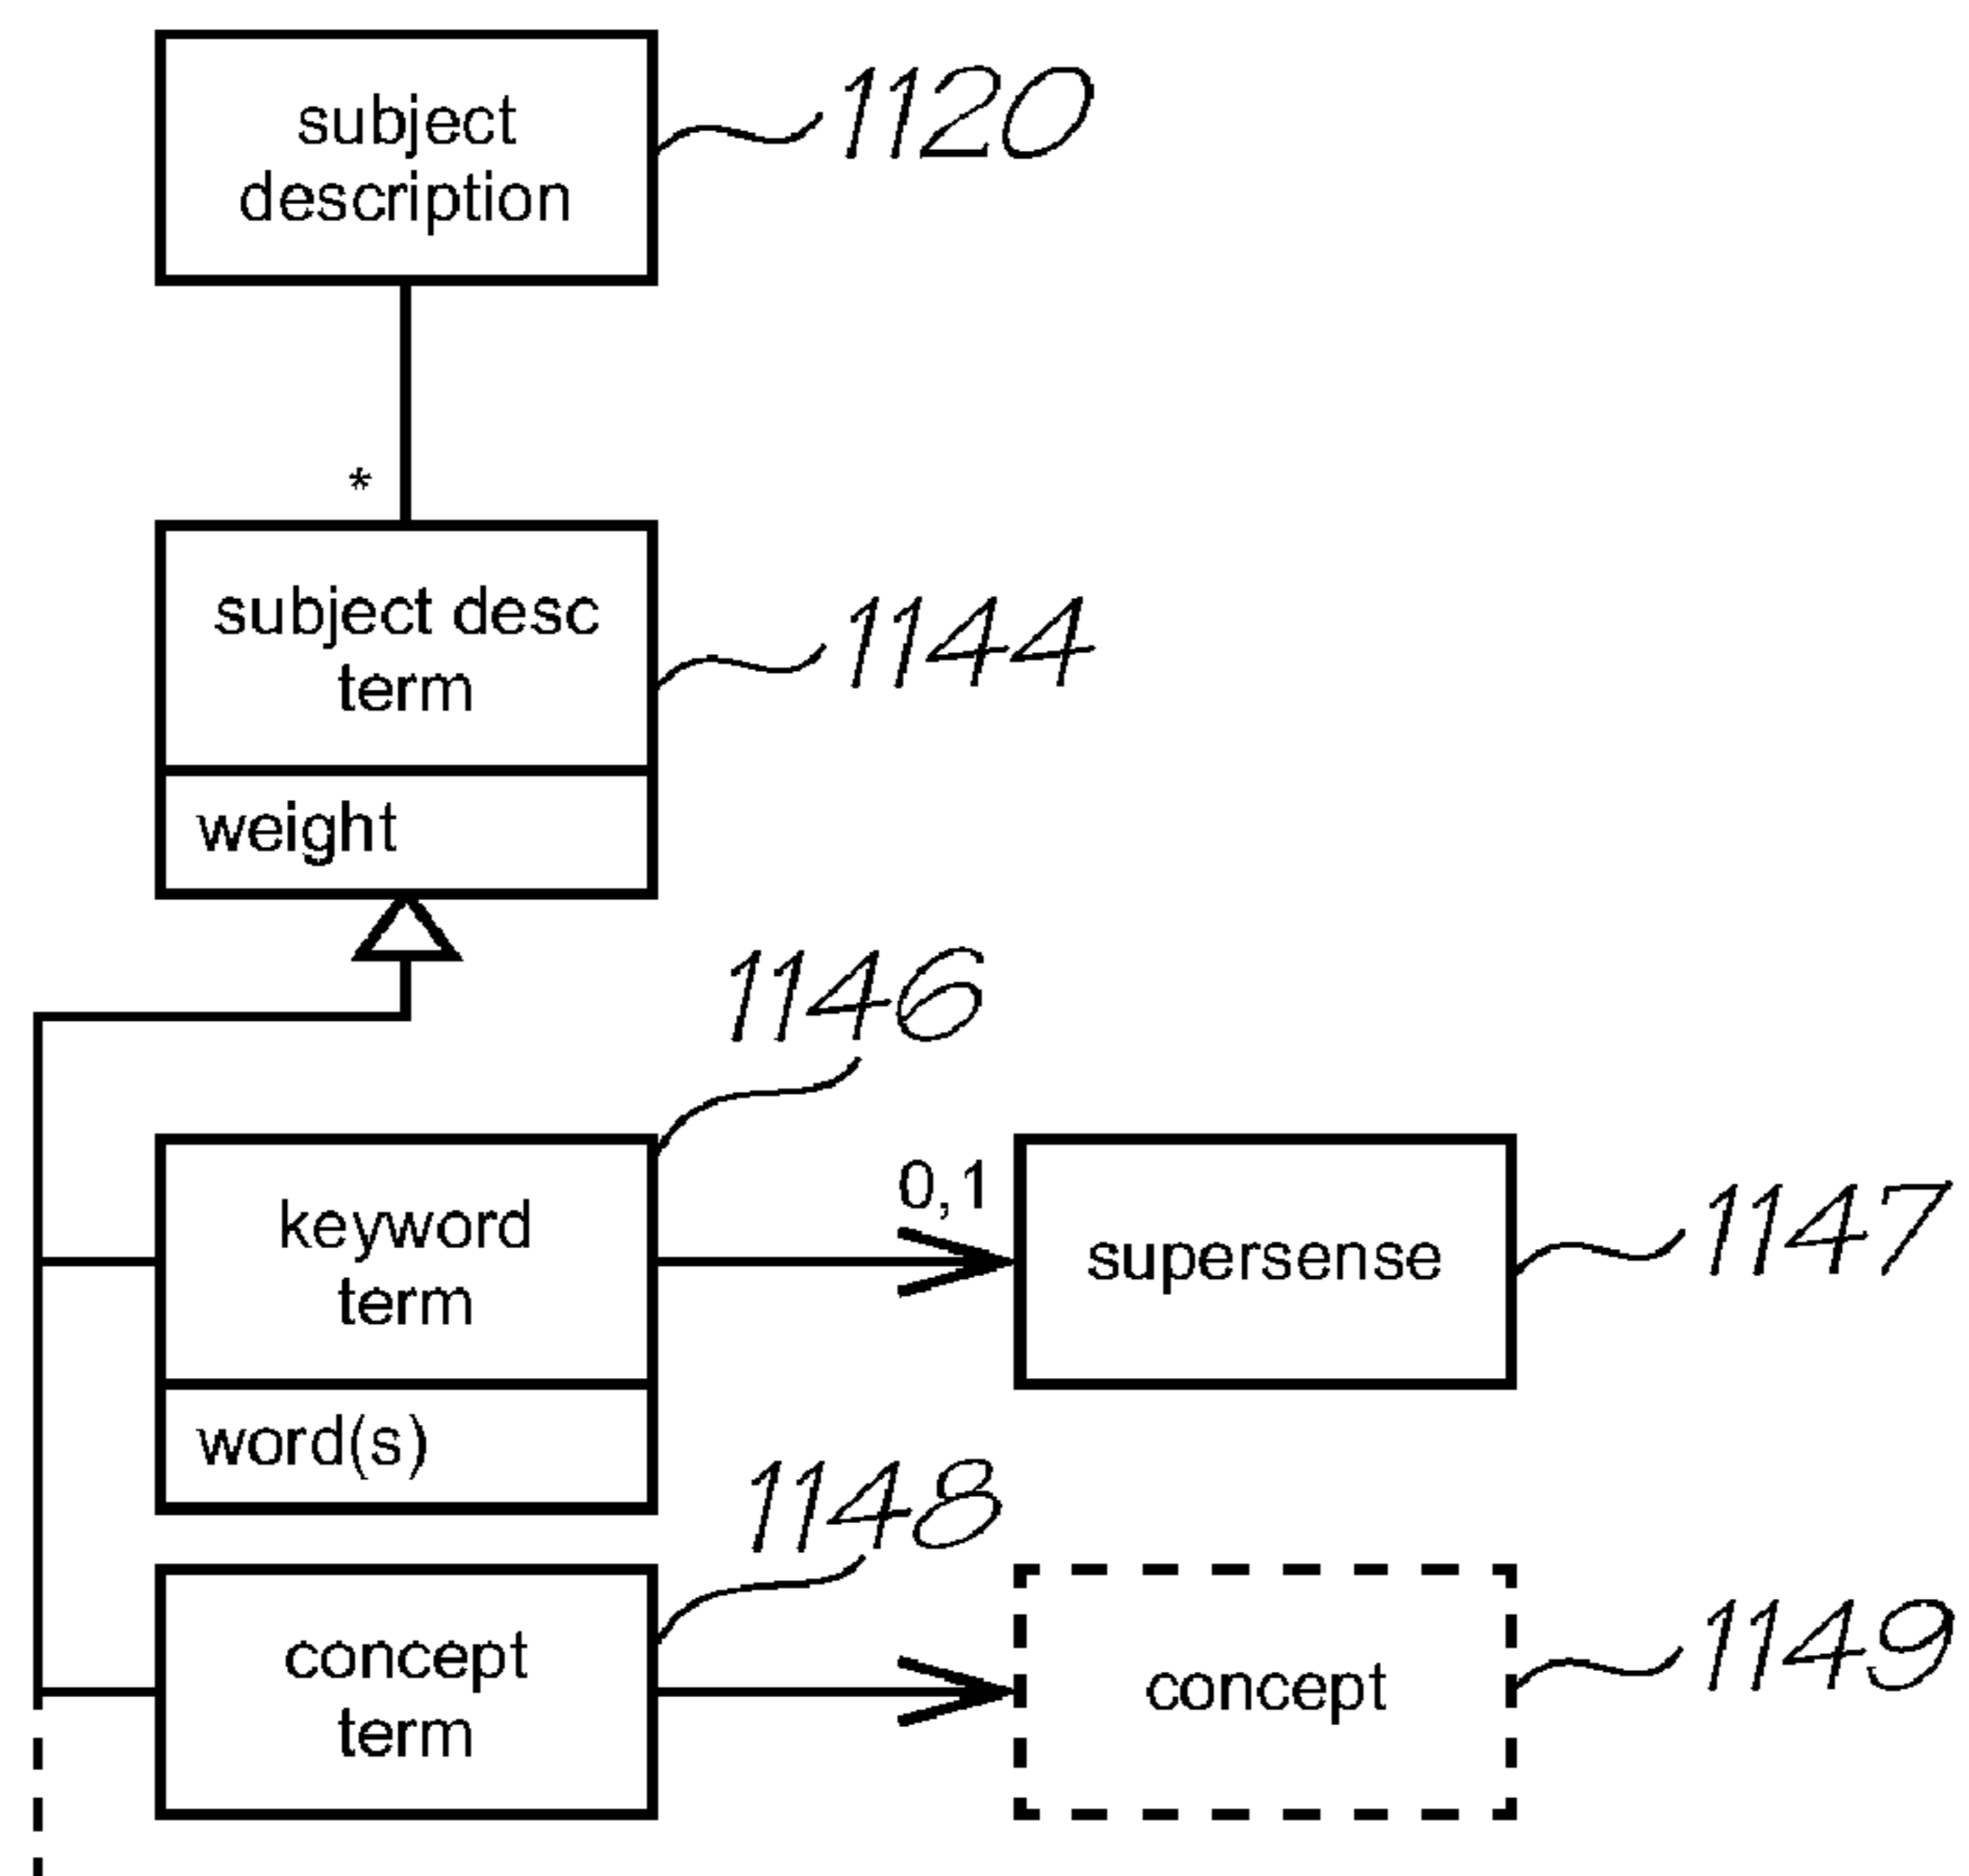 subject
description
1120
*
subject desc
term
1144
weight
1146
keyword
term
0,1
supersense
1147
word(s)
1148
concept
term
concept
1149